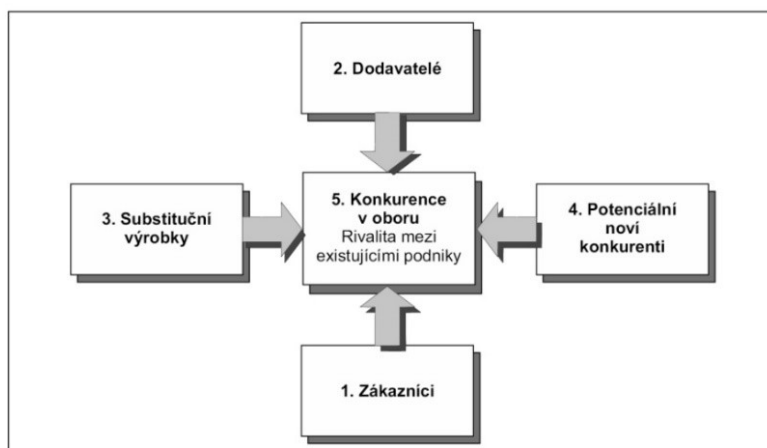 2. Dodavatelé
3. Substituční
výrobky
5. Konkurence
v oboru
Rivalita mezi
existujícími podniky
4. Potenciální
noví
konkurenti
1. Zákazníci